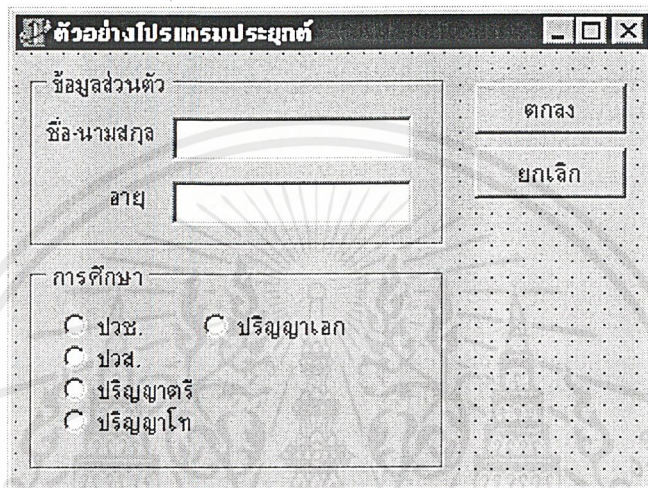 ตัวอย่างโปรแกรมประยุกต์
ข้อมูลส่วนตัว
ชื่อ-นามสกุล
อายุ
ตกลง
ยกเลิก
การศึกษา
ปวช.
ปริญญาเอก
ปวส.
ปริญญาตรี
ปริญญาโท